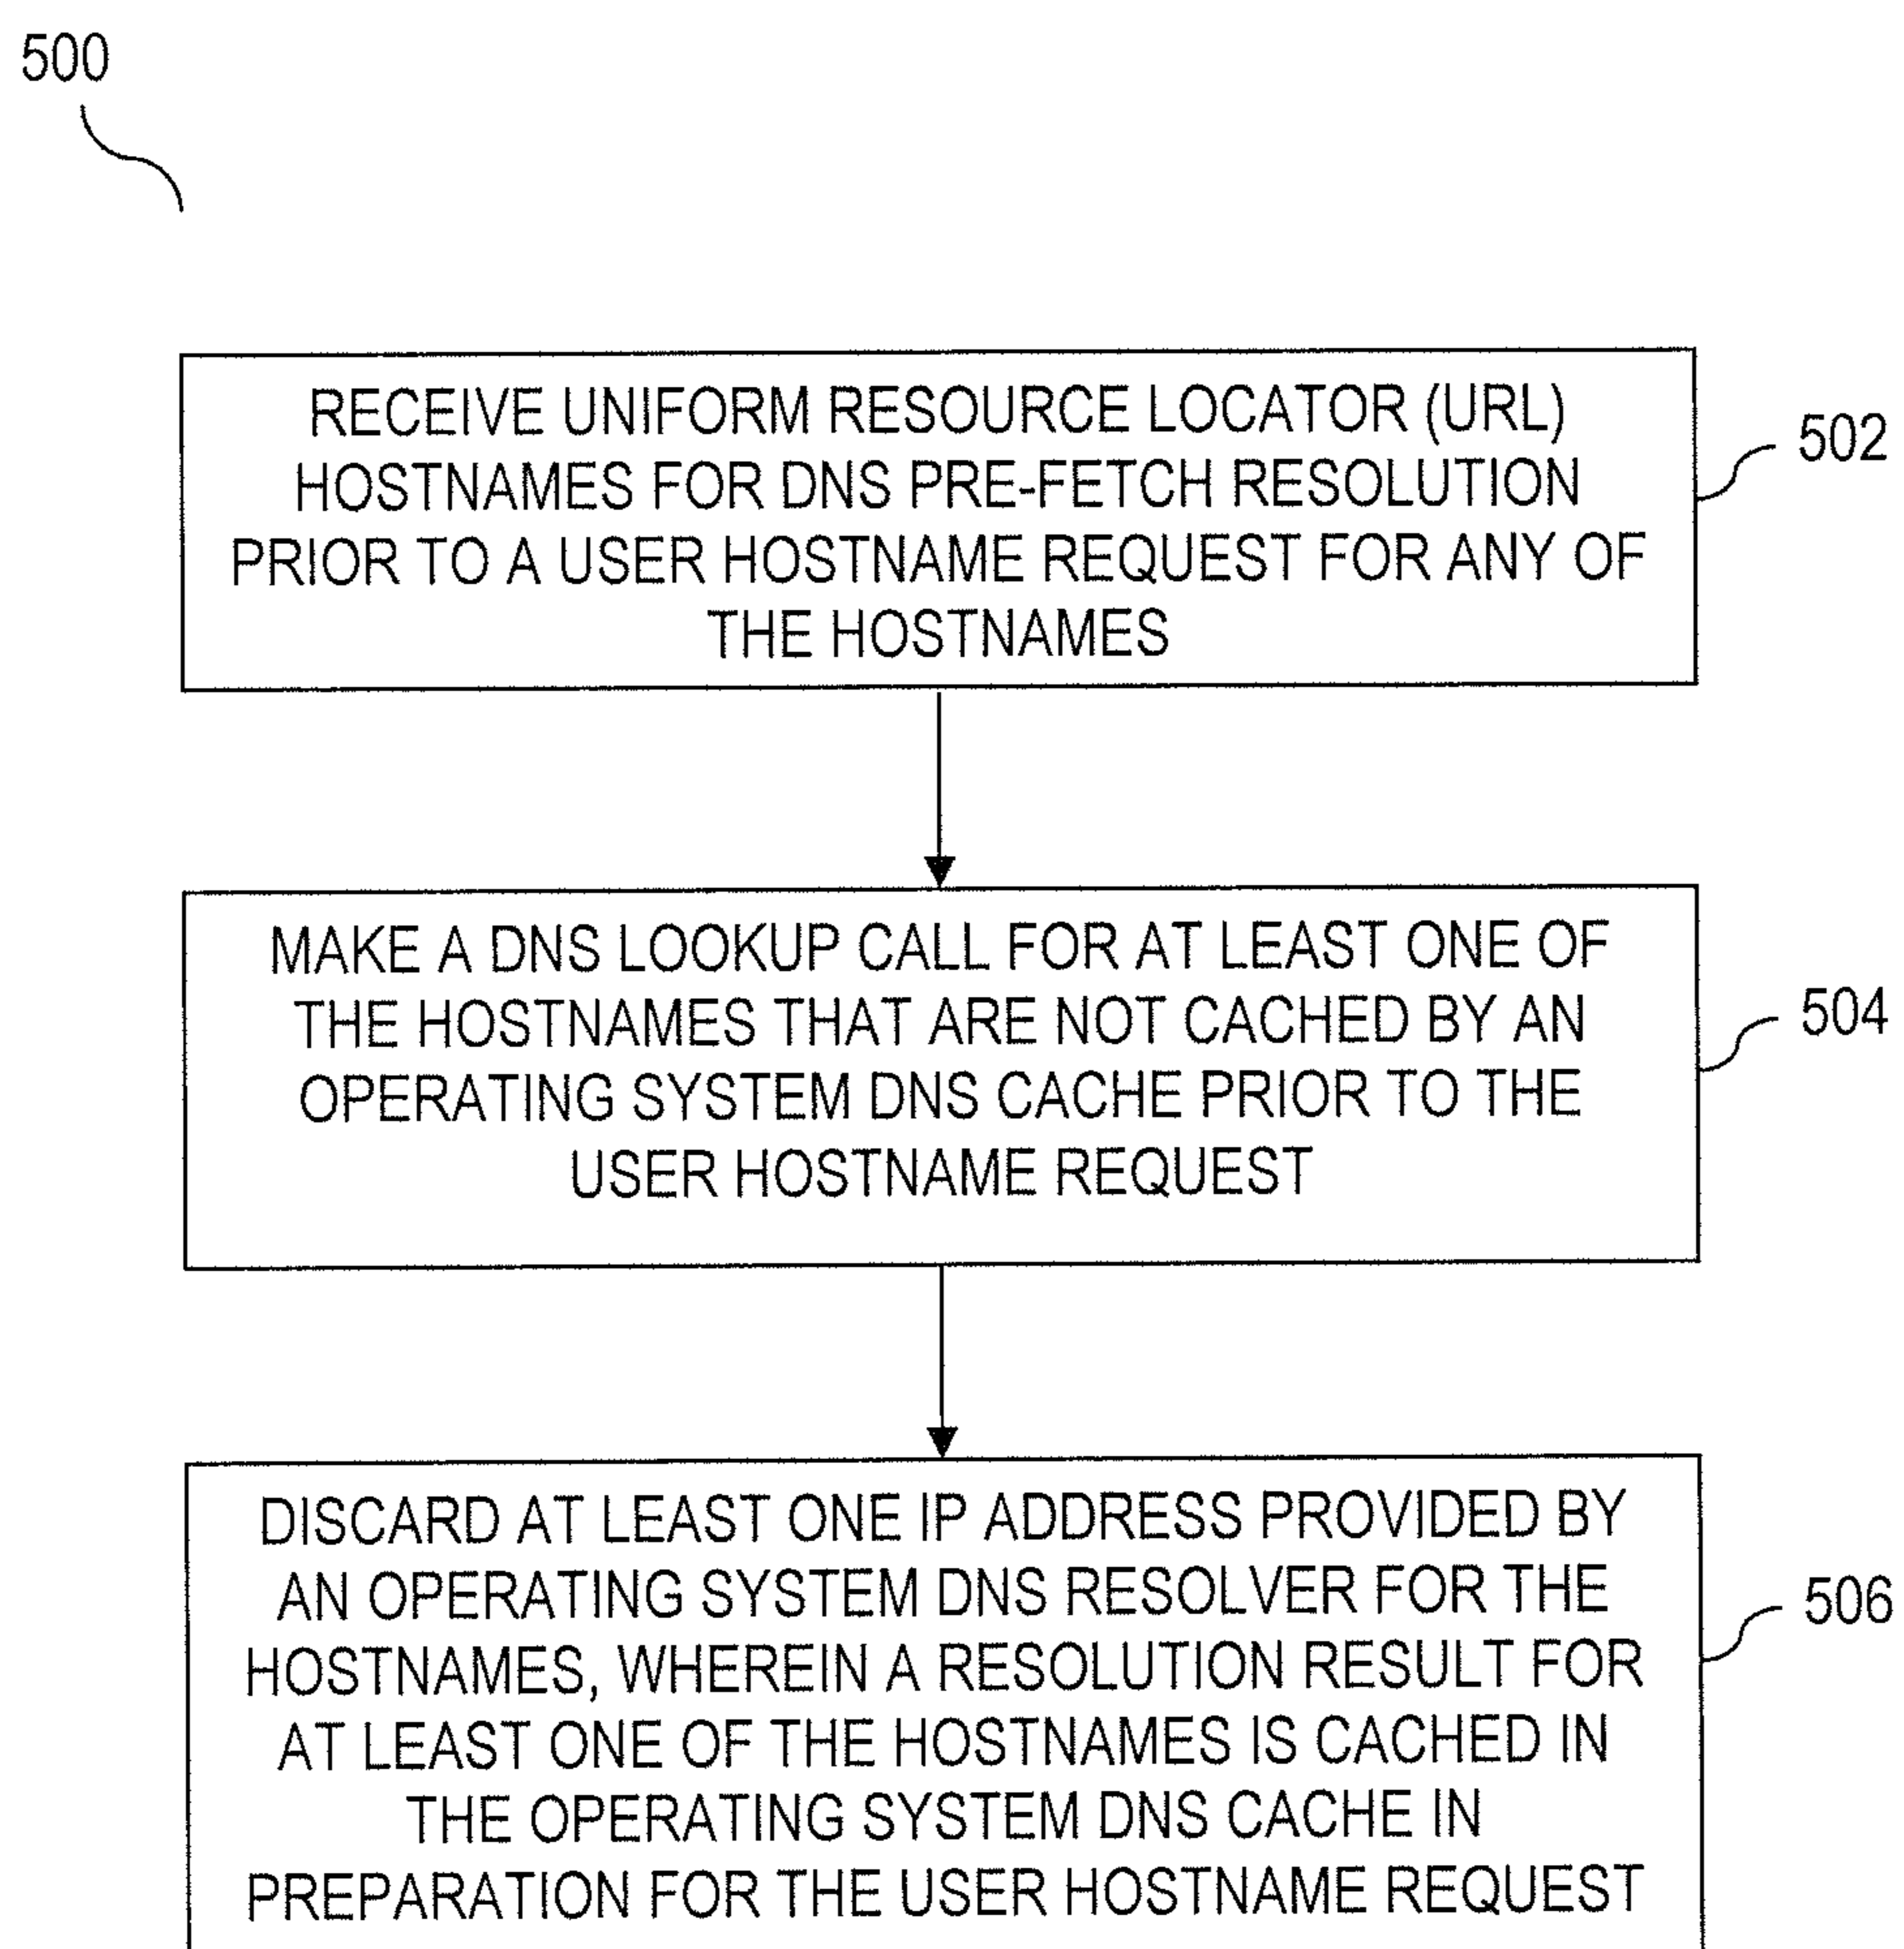 500
RECEIVE UNIFORM RESOURCE LOCATOR (URL)
HOSTNAMES FOR DNS PRE-FETCH RESOLUTION
PRIOR TO A USER HOSTNAME REQUEST FOR ANY OF
THE HOSTNAMES
502
MAKE A DNS LOOKUP CALL FOR AT LEAST ONE OF
THE HOSTNAMES THAT ARE NOT CACHED BY AN
OPERATING SYSTEM DNS CACHE PRIOR TO THE
USER HOSTNAME REQUEST
504
DISCARD AT LEAST ONE IP ADDRESS PROVIDED BY
AN OPERATING SYSTEM DNS RESOLVER FOR THE
HOSTNAMES, WHEREIN A RESOLUTION RESULT FOR
AT LEAST ONE OF THE HOSTNAMES IS CACHED IN
THE OPERATING SYSTEM DNS CACHE IN
PREPARATION FOR THE USER HOSTNAME REQUEST
506